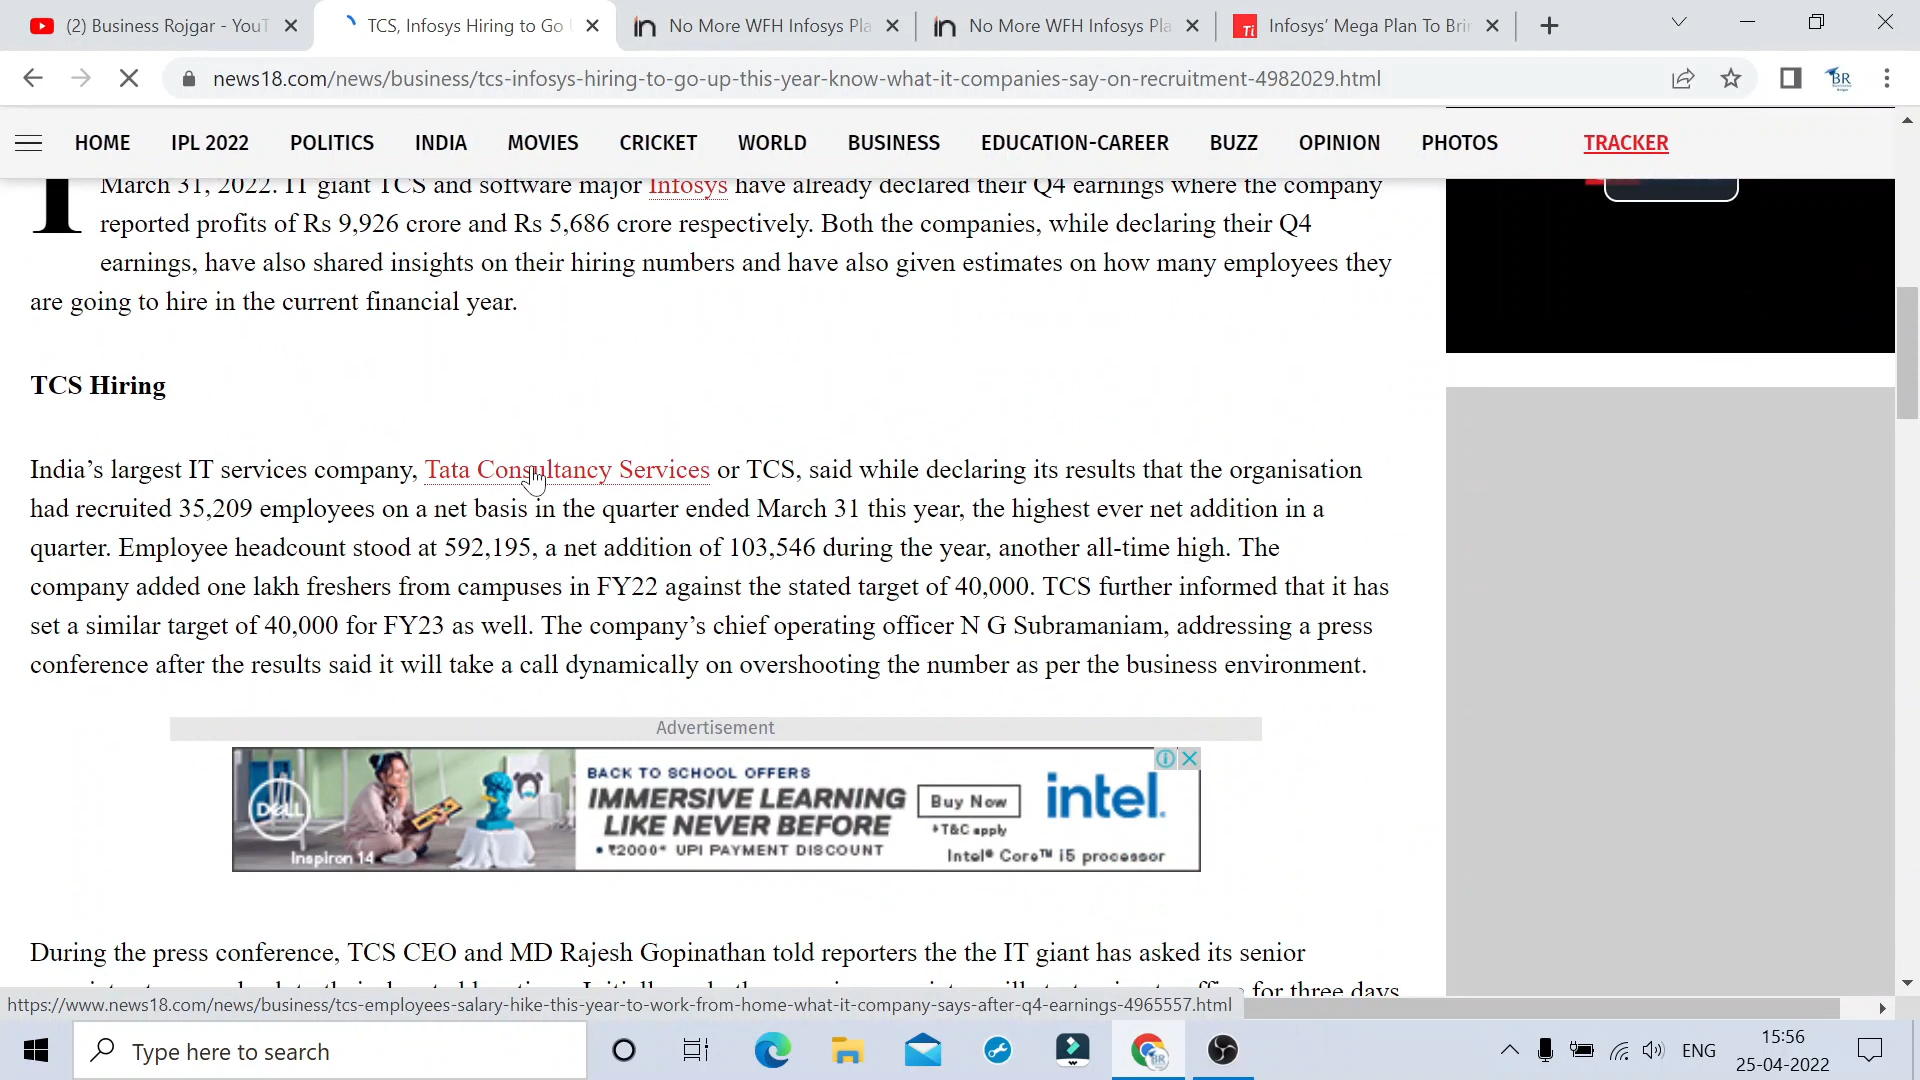 (2) Business Rojgar - YouT
TCS, Infosys Hiring to Go
No More WFH Infosys Pla
No More WFH Infosys Pla
Ti
Infosys' Mega Plan To Bri
news18.com/news/business/tcs-infosys-hiring-to-go-up-this-year-know-what-it-companies-say-on-recruitment-4982029.html
BR
HOME
IPL 2022
POLITICS
INDIA
MOVIES
CRICKET
WORLD
BUSINESS
EDUCATION-CAREER
BUZZ
OPINION
PHOTOS
TRACKER
March 31, 2022. IT giant TCS and software major Infosys have already declared their Q4 earnings where the company
reported profits of Rs 9,926 crore and Rs 5,686 crore respectively. Both the companies, while declaring their Q4
earnings, have also shared insights on their hiring numbers and have also given estimates on how many employees they
are going to hire in the current financial year.
TCS Hiring
India's largest IT services company, Tata Consultancy Services or TCS, said while declaring its results that the organisation
had recruited 35,209 employees on a net basis in the quarter ended March 31 this year, the highest ever net addition in a
quarter. Employee headcount stood at 592,195, a net addition of 103,546 during the year, another all-time high. The
company added one lakh freshers from campuses in FY22 against the stated target of 40,000. TCS further informed that it has
set a similar target of 40,000 for FY23 as well. The company's chief operating officer N G Subramaniam, addressing a press
conference after the results said it will take a call dynamically on overshooting the number as per the business environment.
Advertisement
DELL
Inspiron 14
BACK TO SCHOOL OFFERS
IMMERSIVE LEARNING
LIKE NEVER BEFORE
• ₹2000* UPI PAYMENT DISCOUNT
Buy Now
*T&C apply
intel.
Intel® Core™ i5 processor
During the press conference, TCS CEO and MD Rajesh Gopinathan told reporters the the IT giant has asked its senior
for three days
https://www.news18.com/news/business/tcs-employees-salary-hike-this-year-to-work-from-home-what-it-company-says-after-q4-earnings-4965557.html
Type here to search
BR
ENG
15:56
25-04-2022